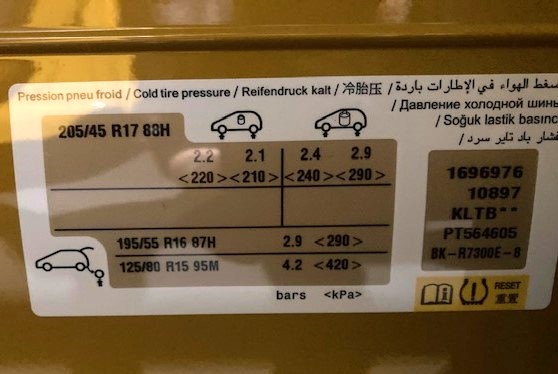 Pression pneu froid / Cold tire pressure / Reifendruck kalt / 冷胎压 / ضغط الهواء في الإطارات باردة
/ Давление холодной шины
/ Soğuk lastik basıncı
/ فشار باد تایر سرد
205/45 R17 88H
2.2 2.1 2.4 2.9
<220> <210> <240> <290>
195/55 R16 87H 2.9 <290>
125/80 R15 95M 4.2 <420>
bars <kPa>
1696976
10897
KLTB**
PT564605
BK-R7300E-8
RESET
重置